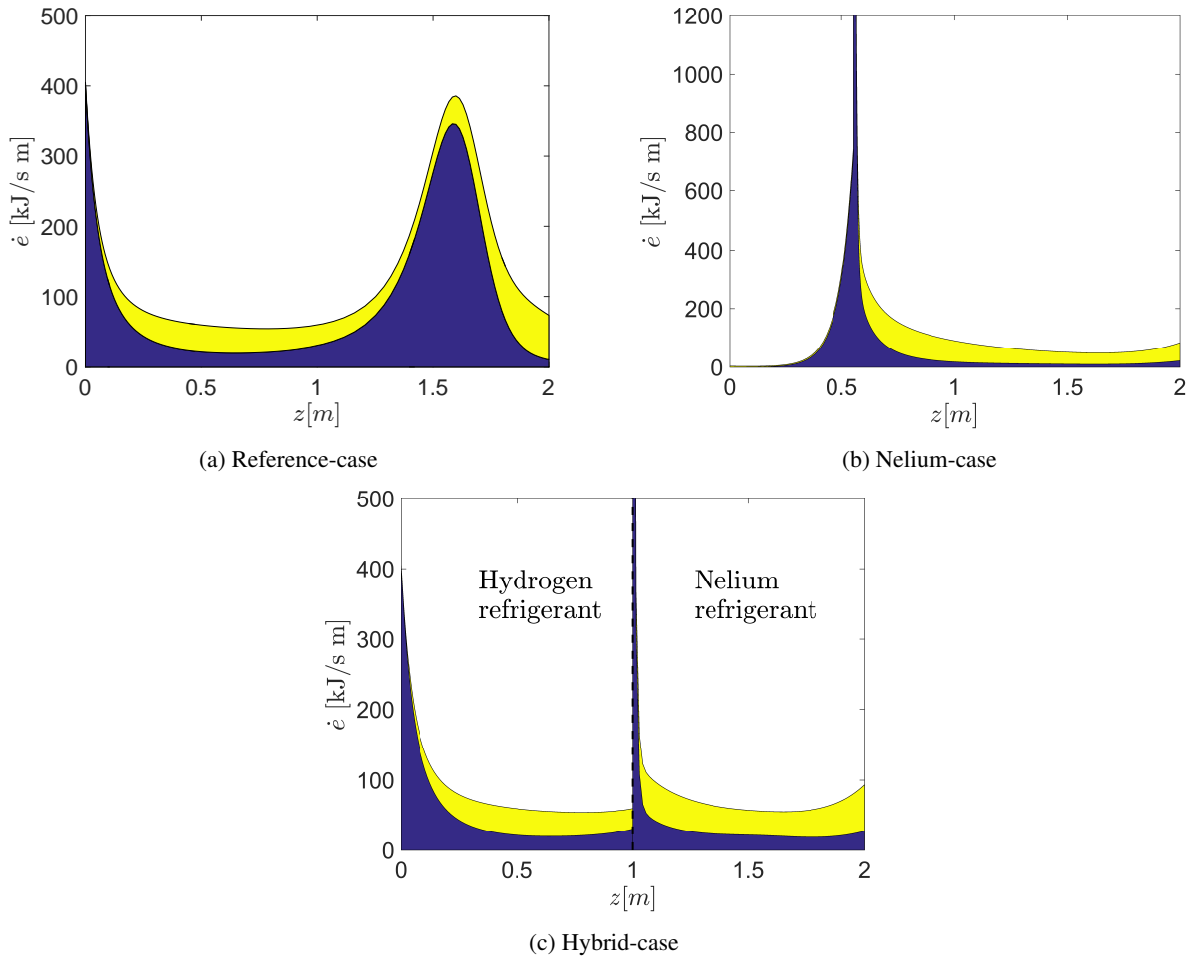 500
400
300
200
100
0
ė [kJ/s m]
0 0.5 1 1.5 2
z[m]
(a) Reference-case
1200
1000
800
600
400
200
0
ė [kJ/s m]
0 0.5 1 1.5 2
z[m]
(b) Nelium-case
500
400
300
200
100
0
ė [kJ/s m]
Hydrogen
refrigerant
Nelium
refrigerant
0 0.5 1 1.5 2
z[m]
(c) Hybrid-case